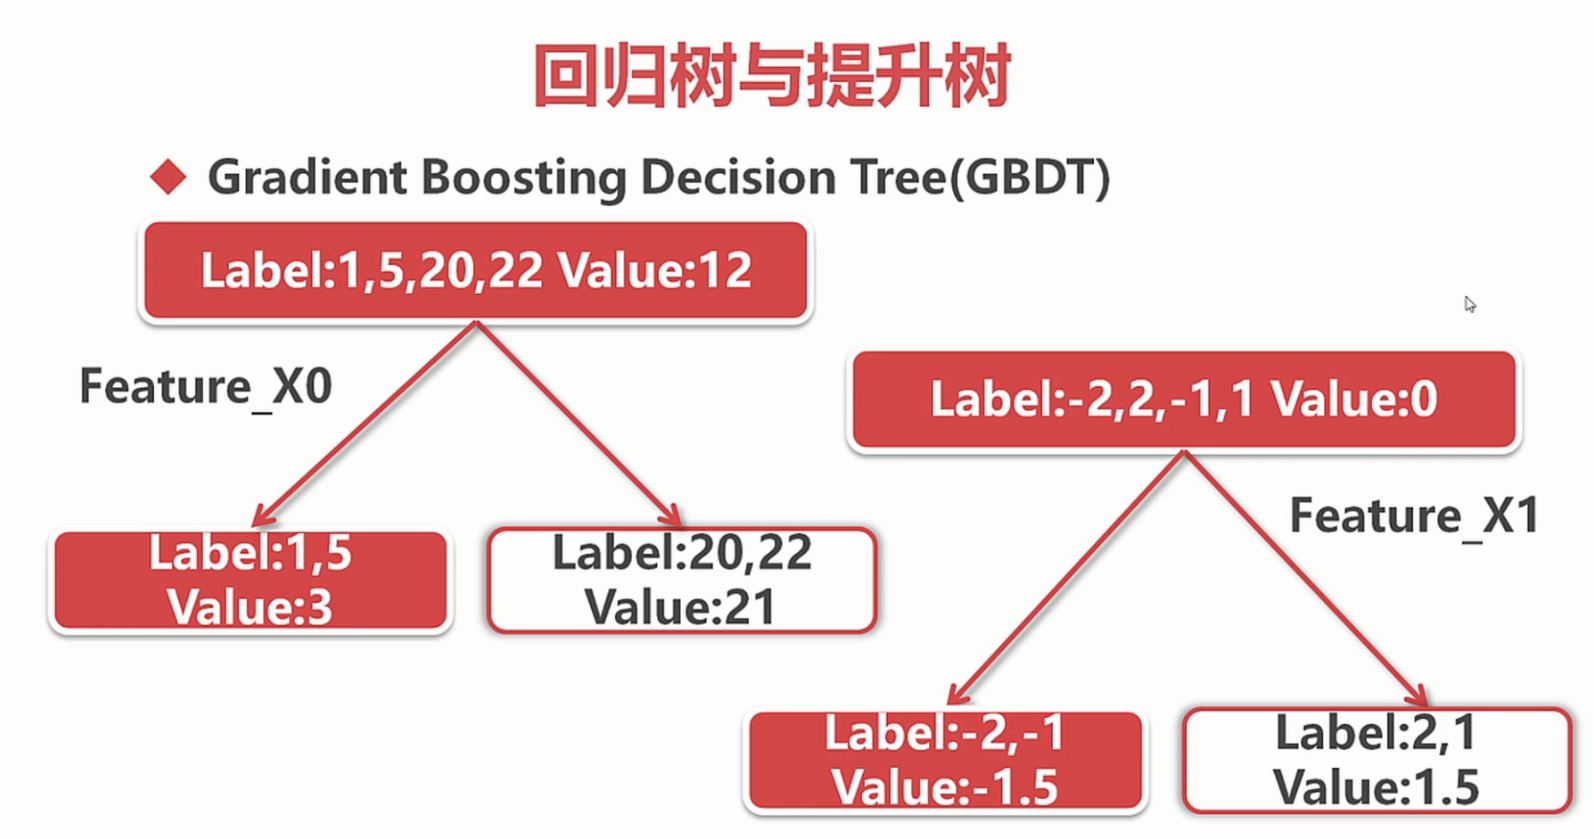 回归树与提升树
Gradient Boosting Decision Tree(GBDT)
Label:1,5,20,22 Value:12
Feature_X0
Label:1,5
Value:3
Label:20,22
Value:21
Label:-2,2,-1,1 Value:0
Feature_X1
Label:-2,-1
Value:-1.5
Label:2,1
Value:1.5